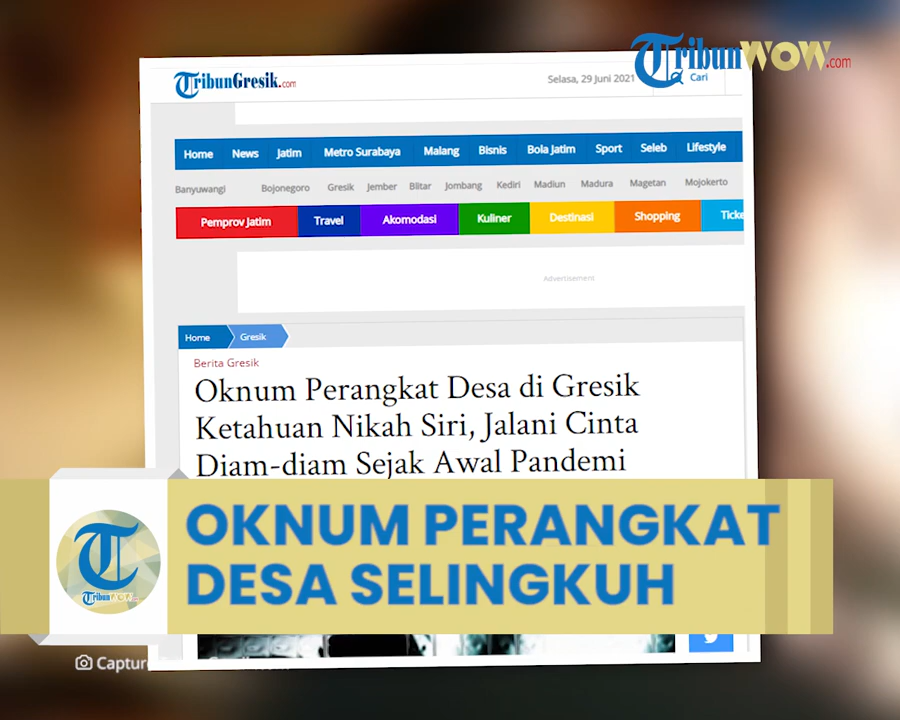 TribunWOW.com
TribunGresik.com
Selasa, 29 Juni 2021
Cari
Home News Jatim Metro Surabaya Malang Bisnis Bola Jatim Sport Seleb Lifestyle
Banyuwangi Bojonegoro Gresik Jember Blitar Jombang Kediri Madiun Madura Magetan Mojokerto
Pemprov Jatim Travel Akomodasi Kuliner Destinasi Shopping
Advertisement
Home Gresik
Berita Gresik
Oknum Perangkat Desa di Gresik
Ketahuan Nikah Siri, Jalani Cinta
Diam-diam Sejak Awal Pandemi
OKNUM PERANGKAT
DESA SELINGKUH
TribunWOW.com